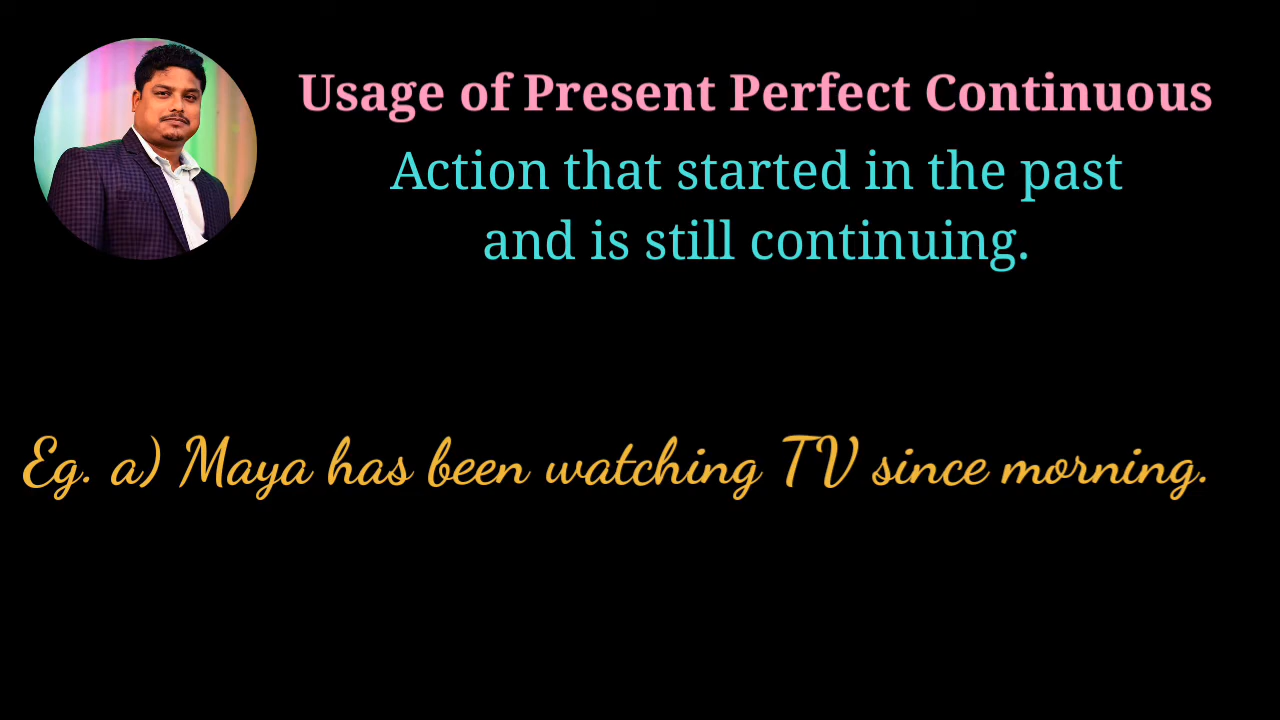 Usage of Present Perfect Continuous
Action that started in the past
and is still continuing.
Eg. a) Maya has been watching TV since morning.